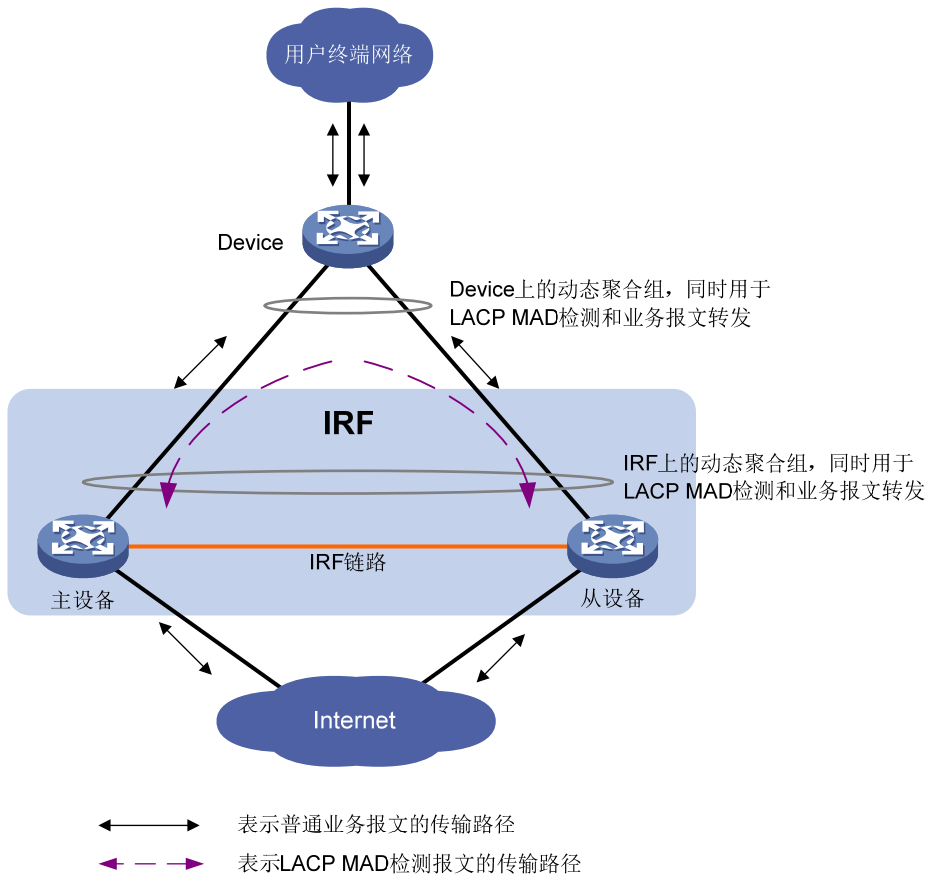 用户终端网络
Device
Device上的动态聚合组，同时用于
LACP MAD检测和业务报文转发
IRF
IRF上的动态聚合组，同时用于
LACP MAD检测和业务报文转发
IRF链路
主设备
从设备
Internet
表示普通业务报文的传输路径
表示LACP MAD检测报文的传输路径